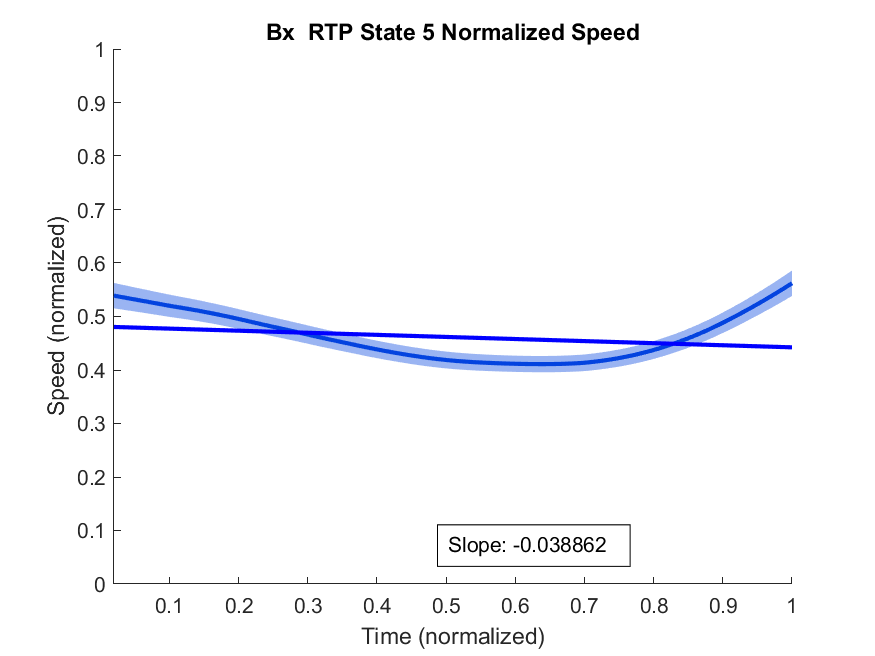 Bx  RTP State 5 Normalized Speed
1
0.9
0.8
0.7
0.6
0.5
0.4
0.3
0.2
0.1
0
Speed (normalized)
Slope: -0.038862
0.1 0.2 0.3 0.4 0.5 0.6 0.7 0.8 0.9 1
Time (normalized)